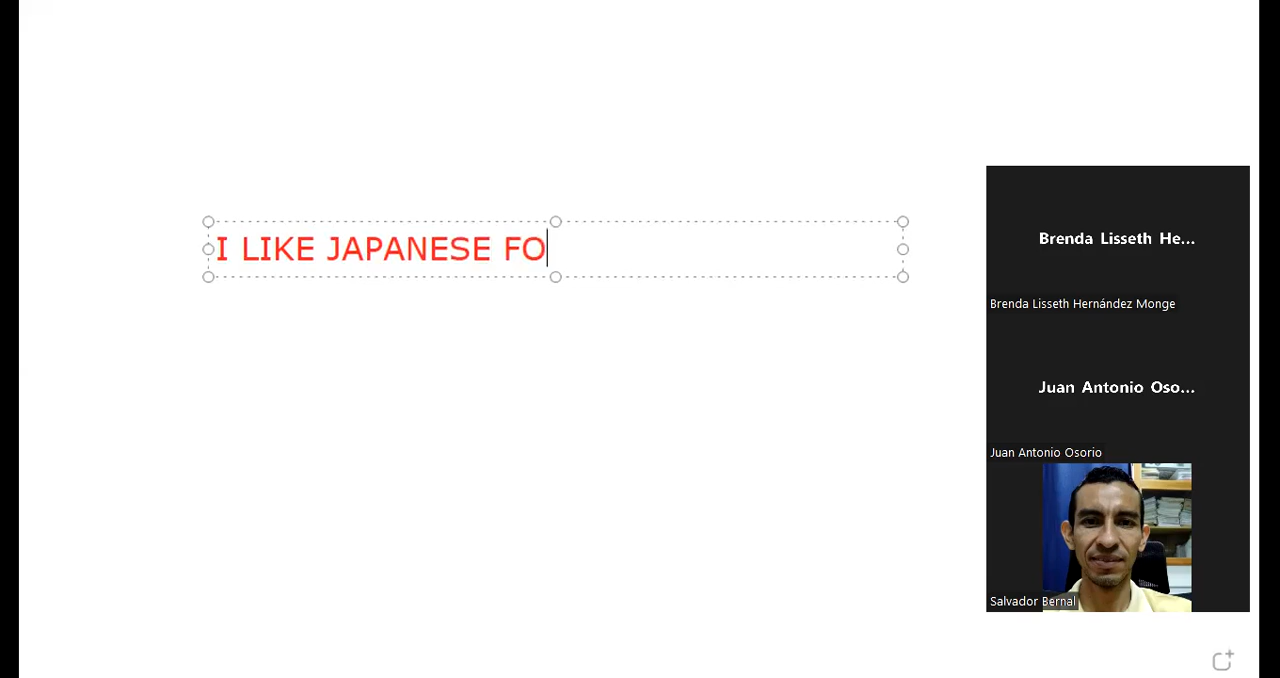 I LIKE JAPANESE FO
Brenda Lisseth He...
Brenda Lisseth Hernández Monge
Juan Antonio Oso...
Juan Antonio Osorio
Salvador Bernal